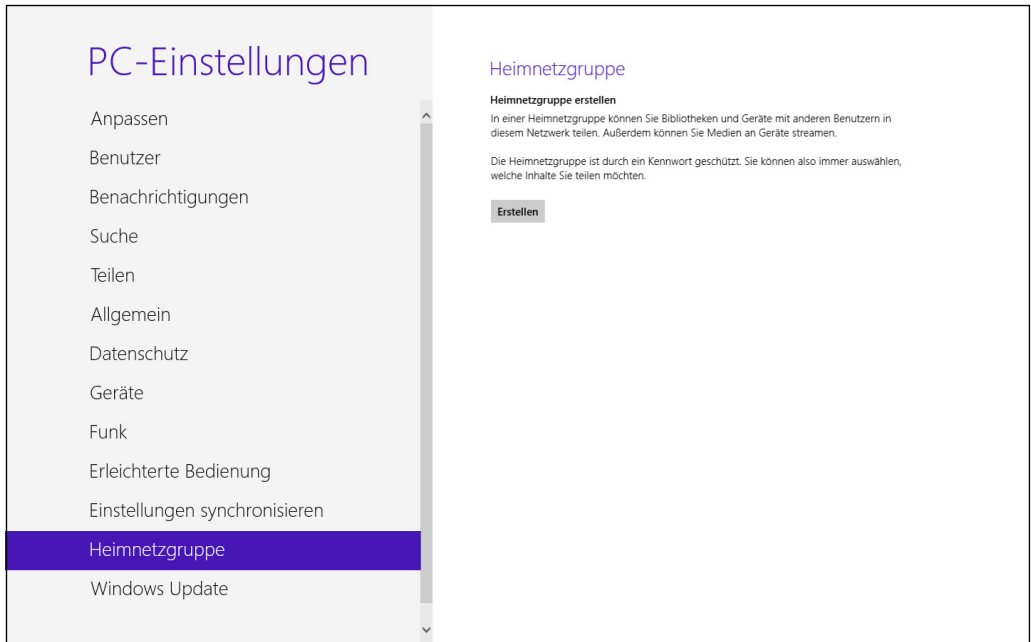 PC-Einstellungen
Anpassen
Benutzer
Benachrichtigungen
Suche
Teilen
Allgemein
Datenschutz
Geräte
Funk
Erleichterte Bedienung
Einstellungen synchronisieren
Heimnetzgruppe
Windows Update
Heimnetzgruppe
Heimnetzgruppe erstellen
In einer Heimnetzgruppe können Sie Bibliotheken und Geräte mit anderen Benutzern in
diesem Netzwerk teilen. Außerdem können Sie Medien an Geräte streamen.
Die Heimnetzgruppe ist durch ein Kennwort geschützt. Sie können also immer auswählen,
welche Inhalte Sie teilen möchten.
Erstellen